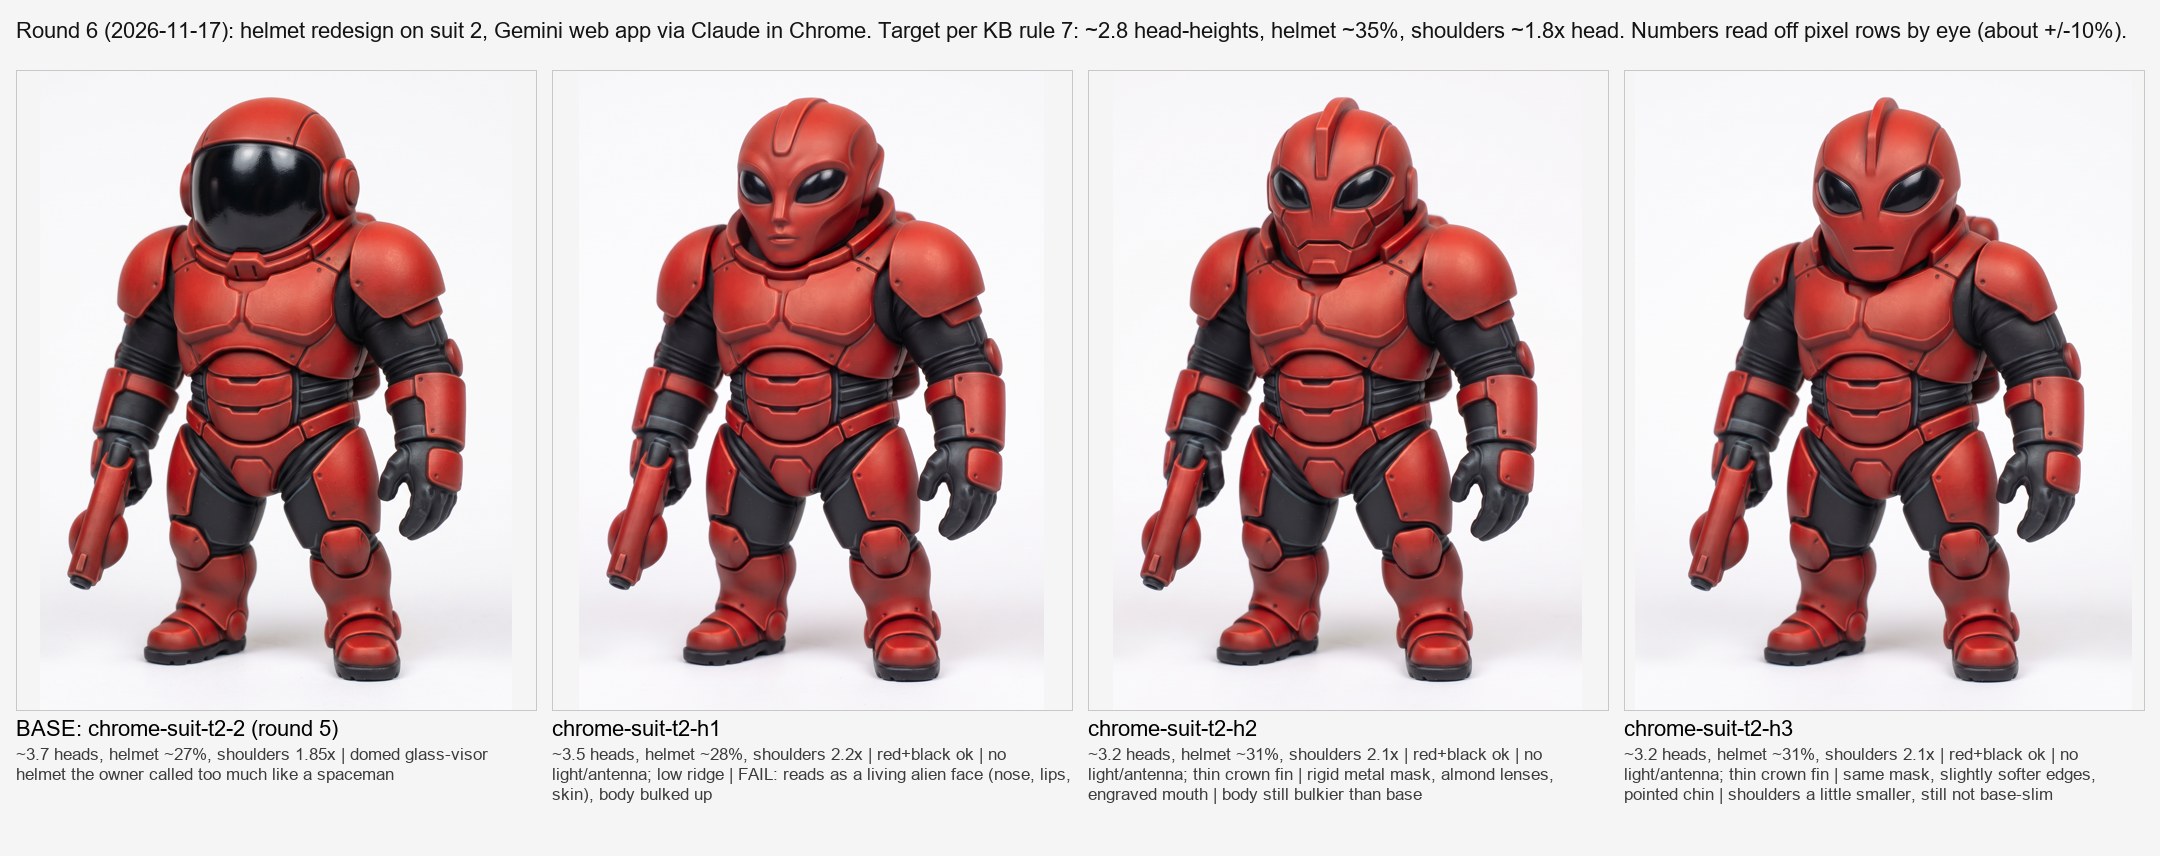 Round 6 (2026-11-17): helmet redesign on suit 2, Gemini web app via Claude in Chrome. Target per KB rule 7: ~2.8 head-heights, helmet ~35%, shoulders ~1.8x head. Numbers read off pixel rows by eye (about +/-10%).
BASE: chrome-suit-t2-2 (round 5)
~3.7 heads, helmet ~27%, shoulders 1.85x | domed glass-visor
helmet the owner called too much like a spaceman
chrome-suit-t2-h1
~3.5 heads, helmet ~28%, shoulders 2.2x | red+black ok | no
light/antenna; low ridge | FAIL: reads as a living alien face (nose, lips,
skin), body bulked up
chrome-suit-t2-h2
~3.2 heads, helmet ~31%, shoulders 2.1x | red+black ok | no
light/antenna; thin crown fin | rigid metal mask, almond lenses,
engraved mouth | body still bulkier than base
chrome-suit-t2-h3
~3.2 heads, helmet ~31%, shoulders 2.1x | red+black ok | no
light/antenna; thin crown fin | same mask, slightly softer edges,
pointed chin | shoulders a little smaller, still not base-slim